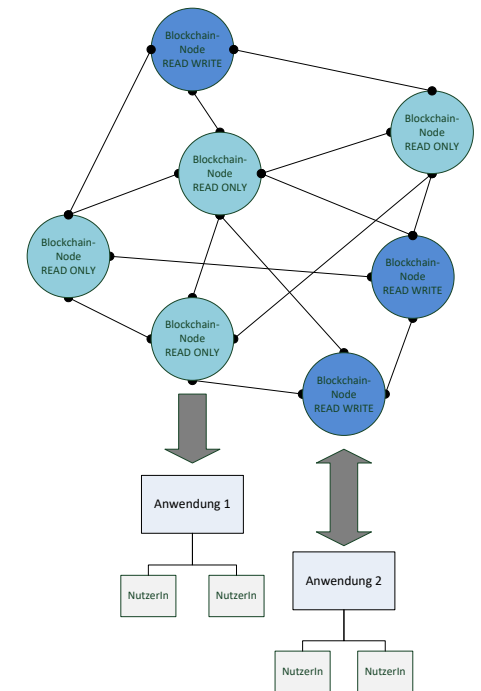 Blockchain-
Node
READ WRITE
Blockchain-
Node
READ ONLY
Blockchain-
Node
READ ONLY
Blockchain-
Node
READ ONLY
Blockchain-
Node
READ WRITE
Blockchain-
Node
READ ONLY
Blockchain-
Node
READ WRITE
Anwendung 1
NutzerIn
NutzerIn
Anwendung 2
NutzerIn
NutzerIn